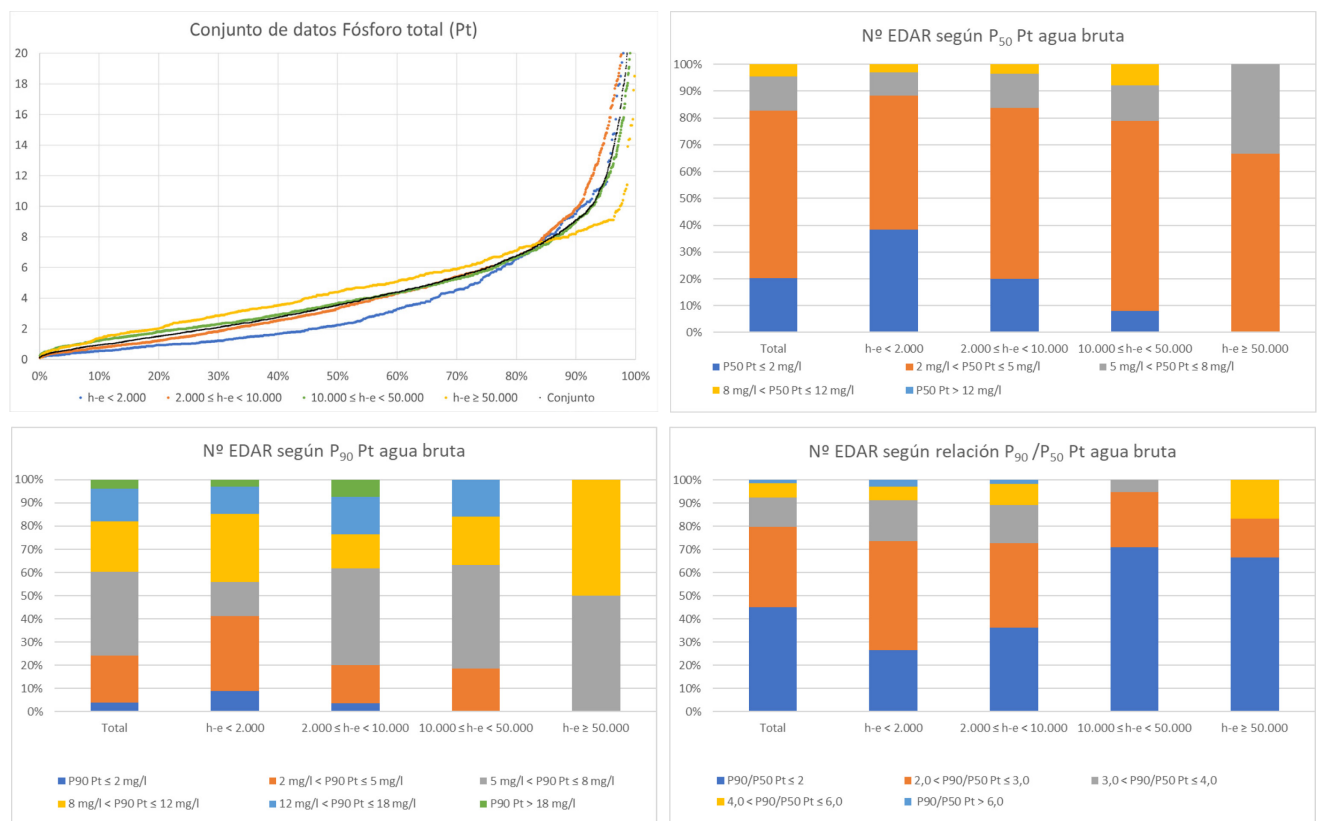 Conjunto de datos Fósforo total (Pt)
20
18
16
14
12
10
8
6
4
2
0
0% 10% 20% 30% 40% 50% 60% 70% 80% 90% 100%
h-e < 2.000 2.000 ≤ h-e < 10.000 10.000 ≤ h-e < 50.000 h-e ≥ 50.000 Conjunto
Nº EDAR según P50 Pt agua bruta
100%
90%
80%
70%
60%
50%
40%
30%
20%
10%
0%
Total h-e < 2.000 2.000 ≤ h-e < 10.000 10.000 ≤ h-e < 50.000 h-e ≥ 50.000
P50 Pt ≤ 2 mg/l 2 mg/l < P50 Pt ≤ 5 mg/l 5 mg/l < P50 Pt ≤ 8 mg/l
8 mg/l < P50 Pt ≤ 12 mg/l P50 Pt > 12 mg/l
Nº EDAR según P90 Pt agua bruta
100%
90%
80%
70%
60%
50%
40%
30%
20%
10%
0%
Total h-e < 2.000 2.000 ≤ h-e < 10.000 10.000 ≤ h-e < 50.000 h-e ≥ 50.000
P90 Pt ≤ 2 mg/l 2 mg/l < P90 Pt ≤ 5 mg/l 5 mg/l < P90 Pt ≤ 8 mg/l
8 mg/l < P90 Pt ≤ 12 mg/l 12 mg/l < P90 Pt ≤ 18 mg/l P90 Pt > 18 mg/l
Nº EDAR según relación P90 /P50 Pt agua bruta
100%
90%
80%
70%
60%
50%
40%
30%
20%
10%
0%
Total h-e < 2.000 2.000 ≤ h-e < 10.000 10.000 ≤ h-e < 50.000 h-e ≥ 50.000
P90/P50 Pt ≤ 2 2,0 < P90/P50 Pt ≤ 3,0 3,0 < P90/P50 Pt ≤ 4,0
4,0 < P90/P50 Pt ≤ 6,0 P90/P50 Pt > 6,0